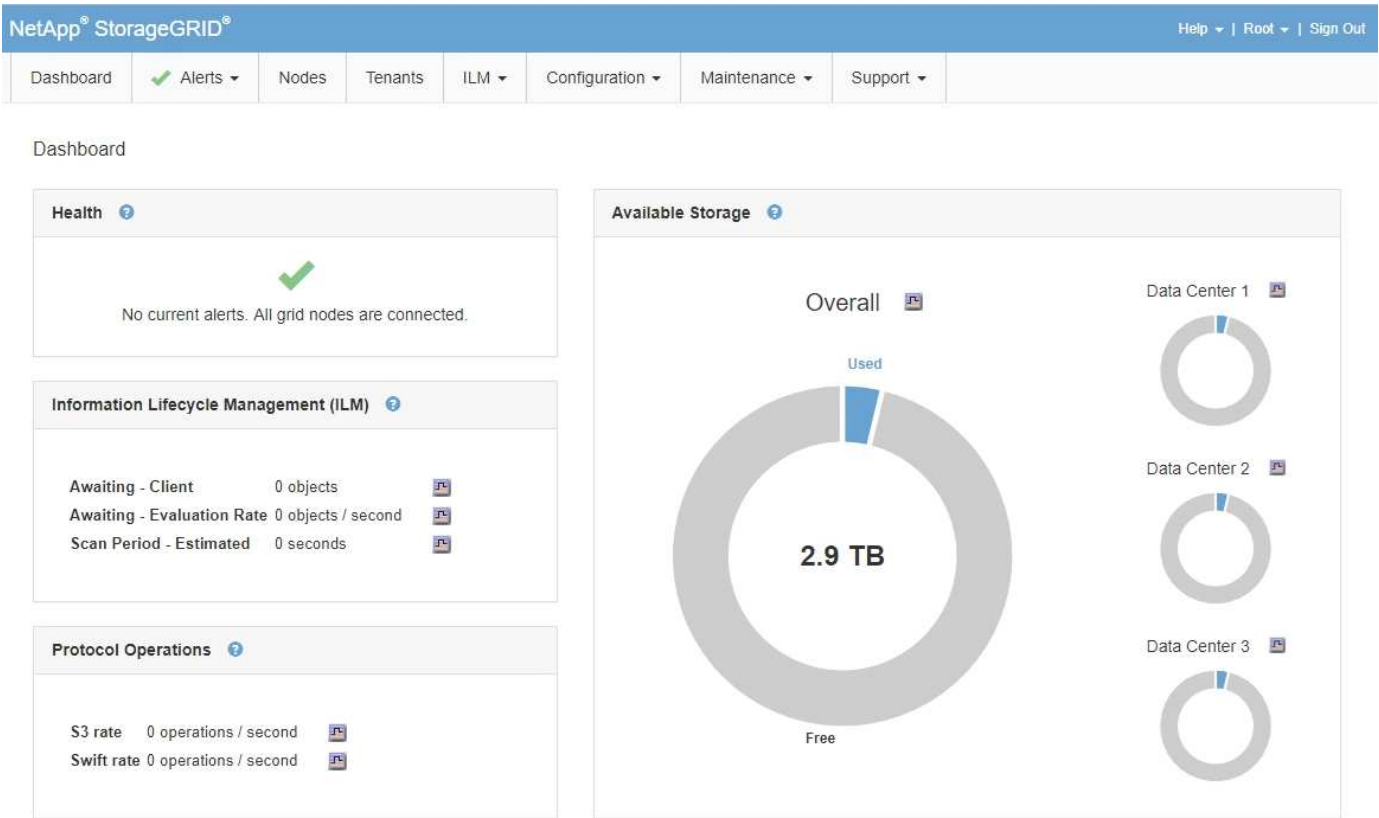 NetApp® StorageGRID®
Help | Root | Sign Out
Dashboard Alerts Nodes Tenants ILM Configuration Maintenance Support
Dashboard
Health
No current alerts. All grid nodes are connected.
Information Lifecycle Management (ILM)
Awaiting - Client 0 objects
Awaiting - Evaluation Rate 0 objects / second
Scan Period - Estimated 0 seconds
Protocol Operations
S3 rate 0 operations / second
Swift rate 0 operations / second
Available Storage
Overall
Used
2.9 TB
Free
Data Center 1
Data Center 2
Data Center 3